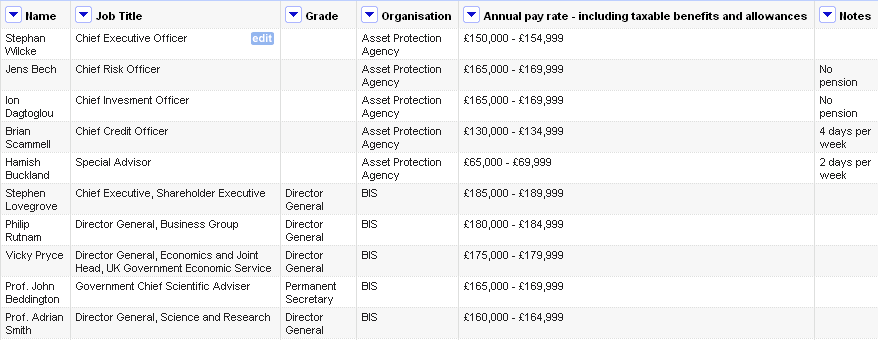 Name Job Title Grade Organisation Annual pay rate - including taxable benefits and allowances Notes
Stephan Chief Executive Officer edit Asset Protection £150,000 - £154,999
Wilcke Agency
Jens Bech Chief Risk Officer Asset Protection £165,000 - £169,999 No
Agency pension
Ion Chief Invesment Officer Asset Protection £165,000 - £169,999 No
Dagtoglou Agency pension
Brian Chief Credit Officer Asset Protection £130,000 - £134,999 4 days per
Scammell Agency week
Hamish Special Advisor Asset Protection £65,000 - £69,999 2 days per
Buckland Agency week
Stephen Chief Executive, Shareholder Executive Director BIS £185,000 - £189,999
Lovegrove General
Philip Director General, Business Group Director BIS £180,000 - £184,999
Rutnam General
Vicky Pryce Director General, Economics and Joint Director BIS £175,000 - £179,999
Head, UK Government Economic Service General
Prof. John Government Chief Scientific Adviser Permanent BIS £165,000 - £169,999
Beddington Secretary
Prof. Adrian Director General, Science and Research Director BIS £160,000 - £164,999
Smith General